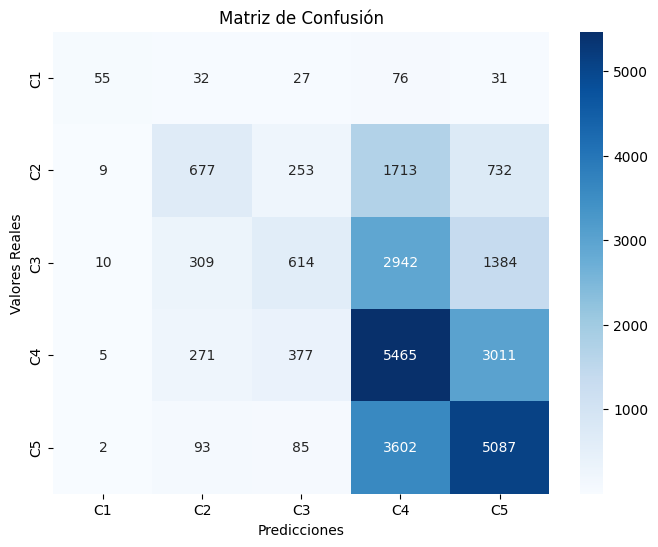 Matriz de Confusión
C1 55 32 27 76 31
C2 9 677 253 1713 732
C3 10 309 614 2942 1384
C4 5 271 377 5465 3011
C5 2 93 85 3602 5087
C1 C2 C3 C4 C5
Predicciones
Valores Reales
5000
4000
3000
2000
1000